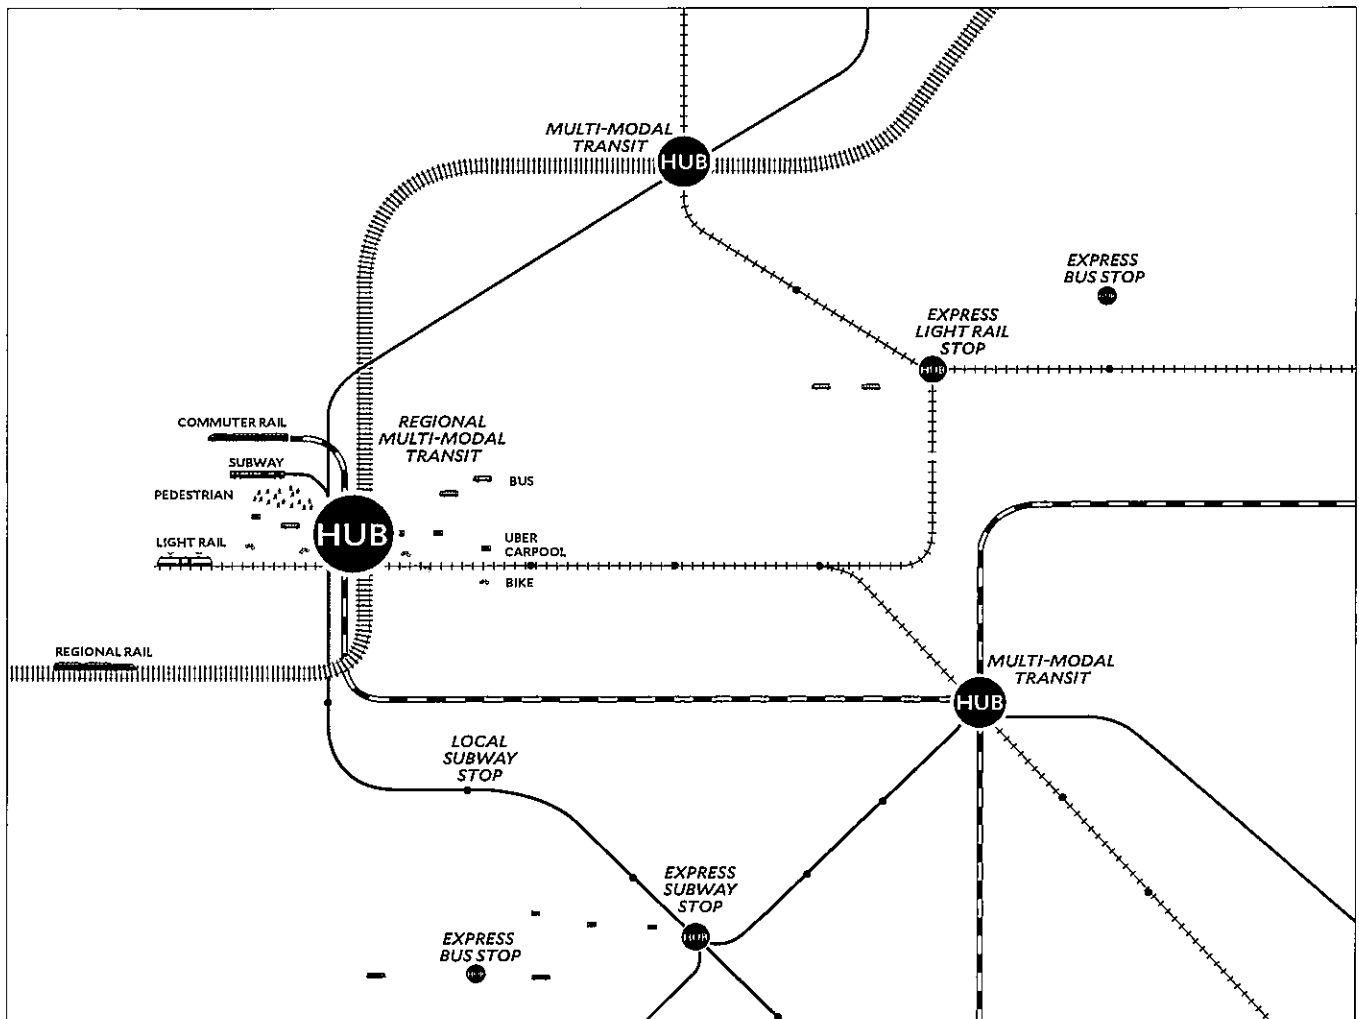 MULTI-MODAL
TRANSIT
HUB
EXPRESS
BUS STOP
HUB
EXPRESS
LIGHT RAIL
STOP
HUB
COMMUTER RAIL
SUBWAY
PEDESTRIAN
LIGHT RAIL
REGIONAL
MULTI-MODAL
TRANSIT
HUB
BUS
UBER
CARPOOL
BIKE
REGIONAL RAIL
MULTI-MODAL
TRANSIT
HUB
LOCAL
SUBWAY
STOP
EXPRESS
SUBWAY
STOP
HUB
EXPRESS
BUS STOP
HUB